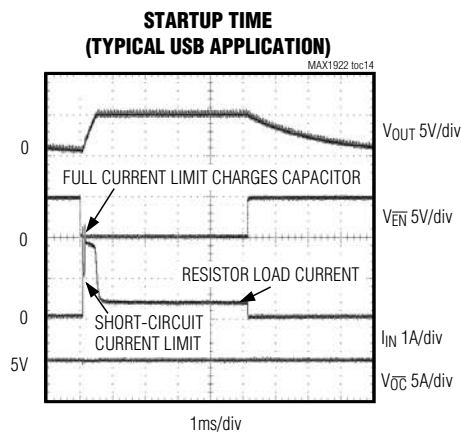 STARTUP TIME
(TYPICAL USB APPLICATION)
MAX1922 toc14
VOUT 5V/div
0
FULL CURRENT LIMIT CHARGES CAPACITOR
VEN 5V/div
0
RESISTOR LOAD CURRENT
0
SHORT-CIRCUIT
CURRENT LIMIT
IIN 1A/div
5V
VOC 5A/div
1ms/div